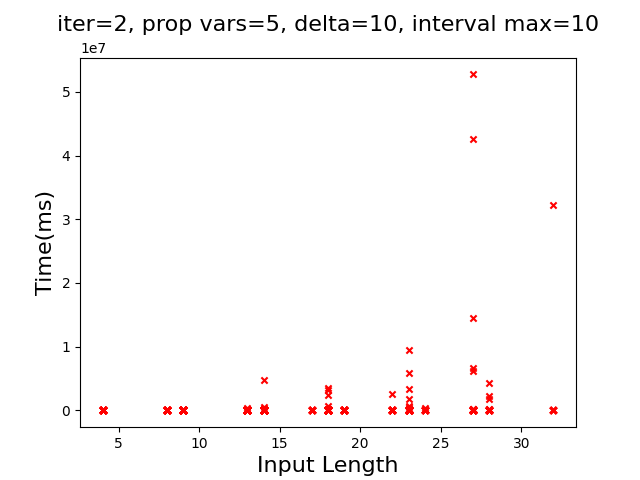 iter=2, prop vars=5, delta=10, interval max=10
1e7
5
4
3
2
1
0
Time(ms)
5 10 15 20 25 30
Input Length